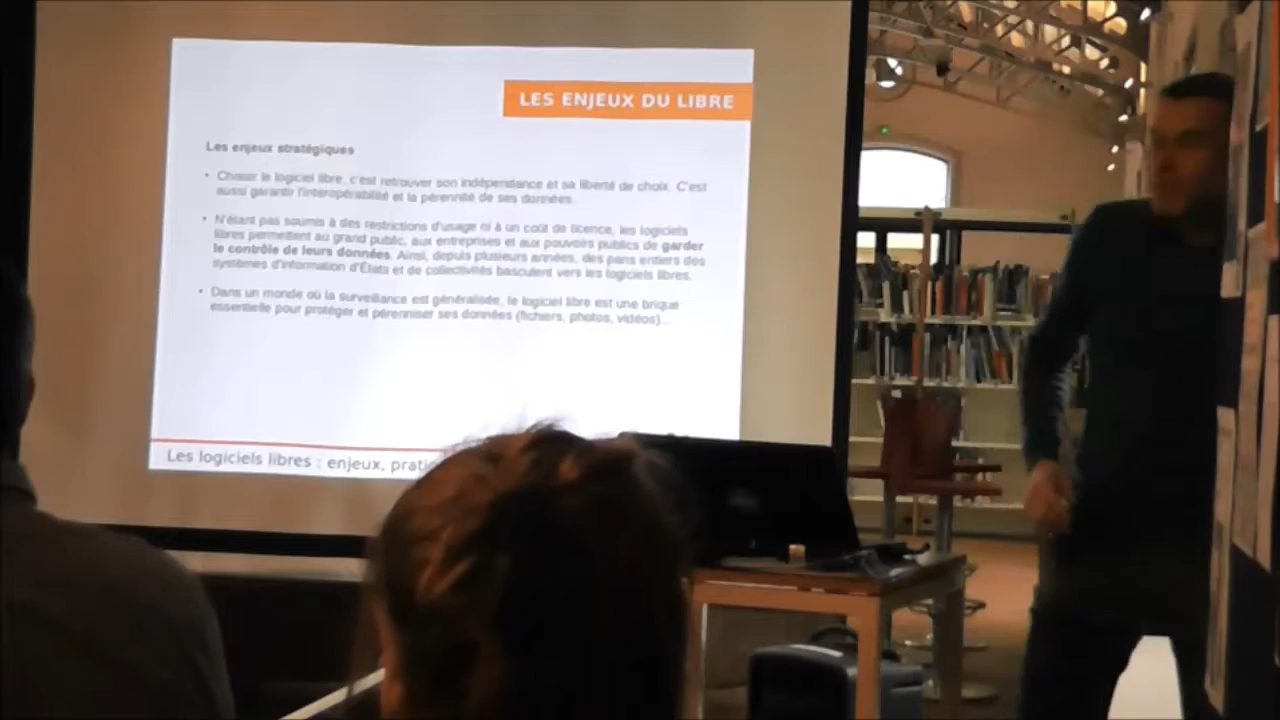 LES ENJEUX DU LIBRE
Les enjeux stratégiques
• Choisir le logiciel libre, c'est retrouver son indépendance et sa liberté de choix. C'est
aussi garantir l'interopérabilité et la pérennité de ses données.
• N'étant pas soumis à des restrictions d'usage ni à un coût de licence, les logiciels
libres permettent au grand public, aux entreprises et aux pouvoirs publics de garder
le contrôle de leurs données. Ainsi, depuis plusieurs années, des pans entiers des
systèmes d'information d'États et de collectivités basculent vers les logiciels libres.
• Dans un monde où la surveillance est généralisée, le logiciel libre est une brique
essentielle pour protéger et pérenniser ses données (fichiers, photos, vidéos)...
Les logiciels libres : enjeux, prati